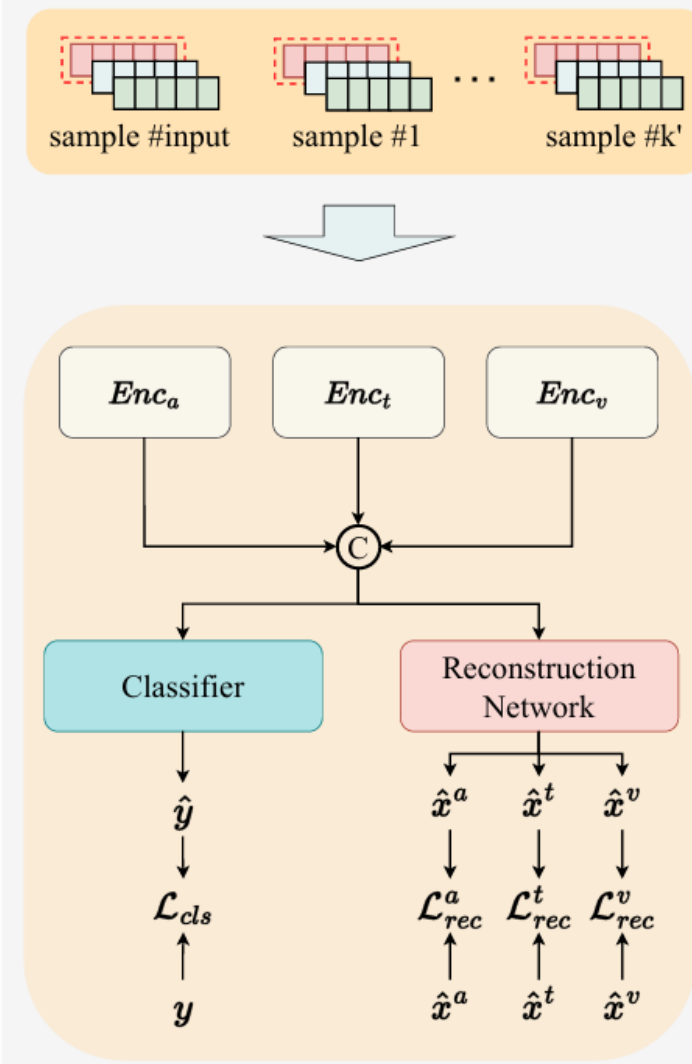 sample #input sample #1 ... sample #k'
Enc_a Enc_t Enc_v
C
Classifier Reconstruction
Network
ŷ x̂^a x̂^t x̂^v
ℒ_cls ℒ^a_rec ℒ^t_rec ℒ^v_rec
y x̂^a x̂^t x̂^v